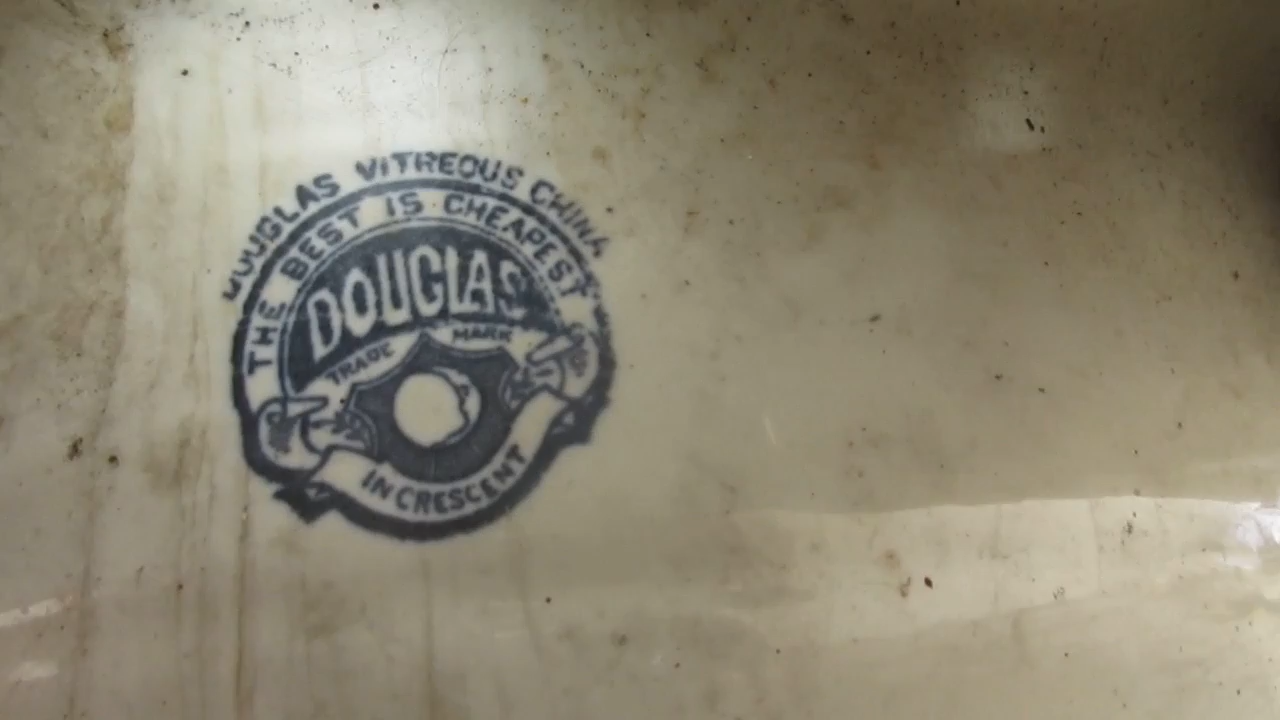 DOUGLAS VITREOUS CHINA
THE BEST IS CHEAPEST
DOUGLAS
TRADE MARK
IN CRESCENT